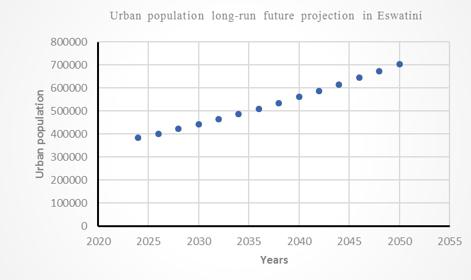 Urban population long-run future projection in Eswatini
800000
700000
600000
500000
400000
300000
200000
100000
0
Urban population
2020 2025 2030 2035 2040 2045 2050 2055
Years